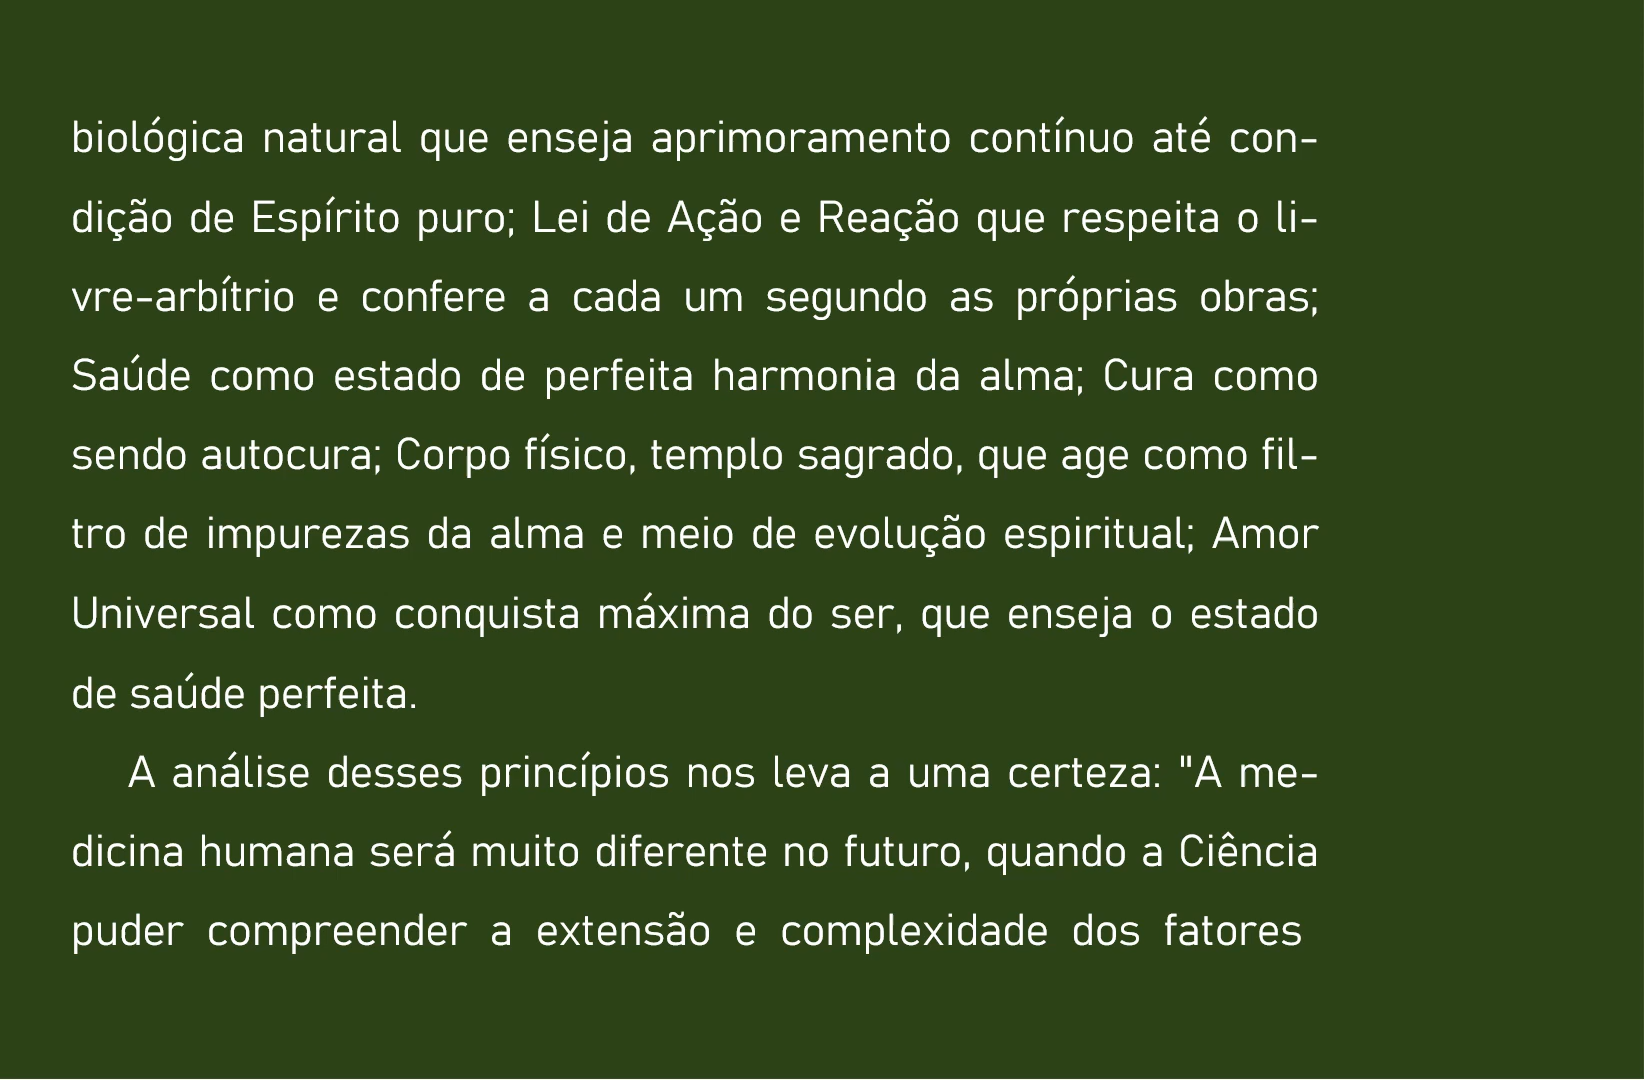 biológica natural que enseja aprimoramento contínuo até con-
dição de Espírito puro; Lei de Ação e Reação que respeita o li-
vre-arbítrio e confere a cada um segundo as próprias obras;
Saúde como estado de perfeita harmonia da alma; Cura como
sendo autocura; Corpo físico, templo sagrado, que age como fil-
tro de impurezas da alma e meio de evolução espiritual; Amor
Universal como conquista máxima do ser, que enseja o estado
de saúde perfeita.
A análise desses princípios nos leva a uma certeza: "A me-
dicina humana será muito diferente no futuro, quando a Ciência
puder compreender a extensão e complexidade dos fatores